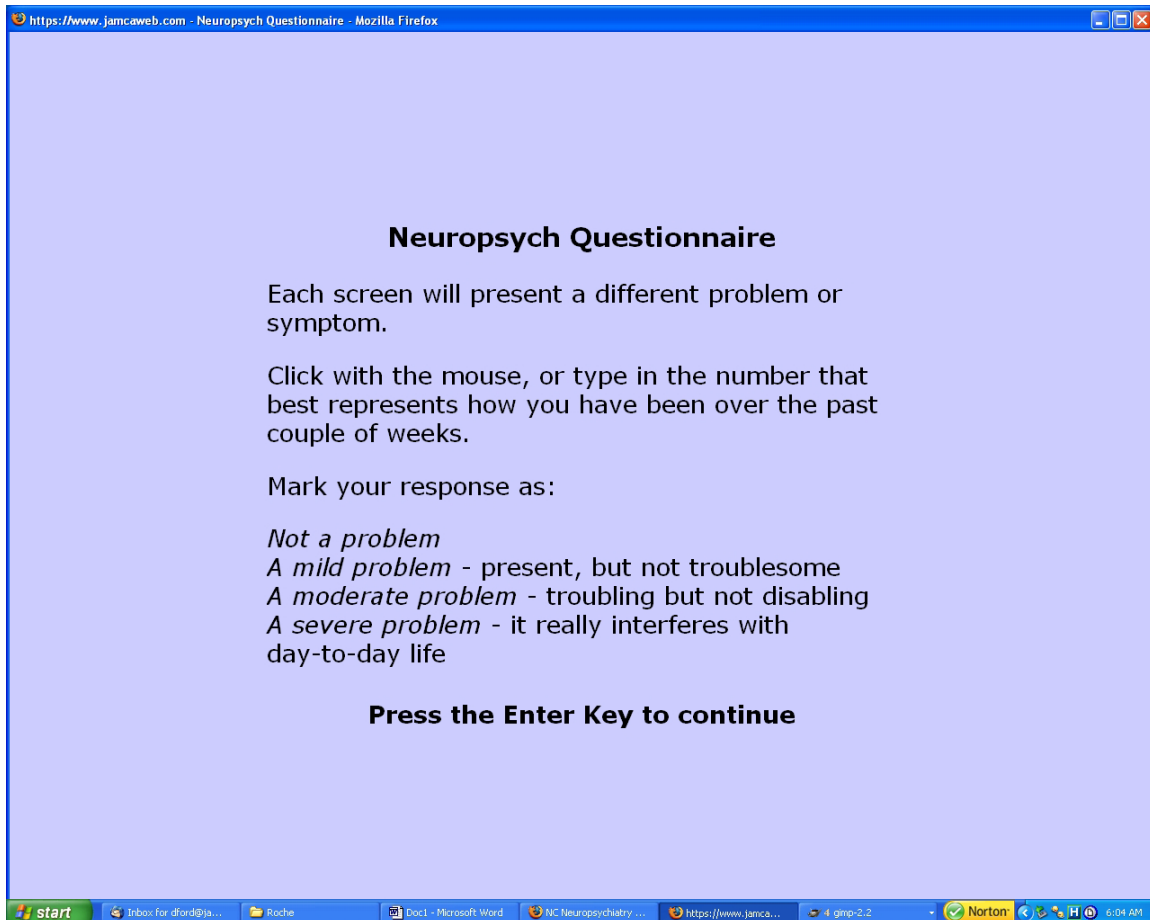 https://www.jamcaweb.com - Neuropsych Questionnaire - Mozilla Firefox
Neuropsych Questionnaire
Each screen will present a different problem or
symptom.
Click with the mouse, or type in the number that
best represents how you have been over the past
couple of weeks.
Mark your response as:
Not a problem
A mild problem - present, but not troublesome
A moderate problem - troubling but not disabling
A severe problem - it really interferes with
day-to-day life
Press the Enter Key to continue
start Inbox for dford@ja... Roche Doc1 - Microsoft Word NC Neuropsychiatry ... https://www.jamca... 4 gimp-2.2 Norton 6:04 AM